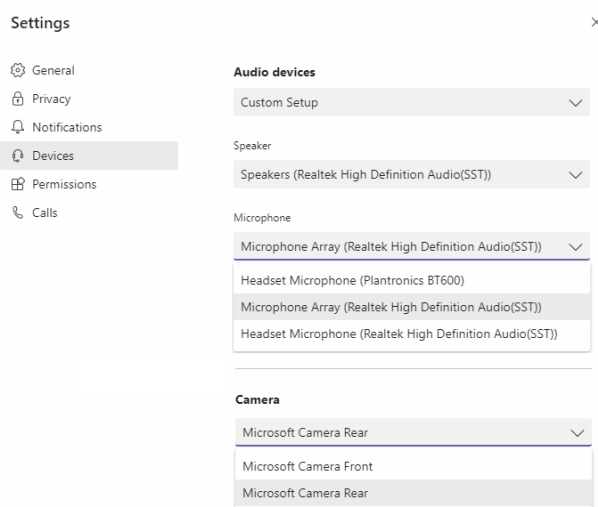 Settings
General
Privacy
Notifications
Devices
Permissions
Calls
Audio devices
Custom Setup
Speaker
Speakers (Realtek High Definition Audio(SST))
Microphone
Microphone Array (Realtek High Definition Audio(SST))
Headset Microphone (Plantronics BT600)
Microphone Array (Realtek High Definition Audio(SST))
Headset Microphone (Realtek High Definition Audio(SST))
Camera
Microsoft Camera Rear
Microsoft Camera Front
Microsoft Camera Rear